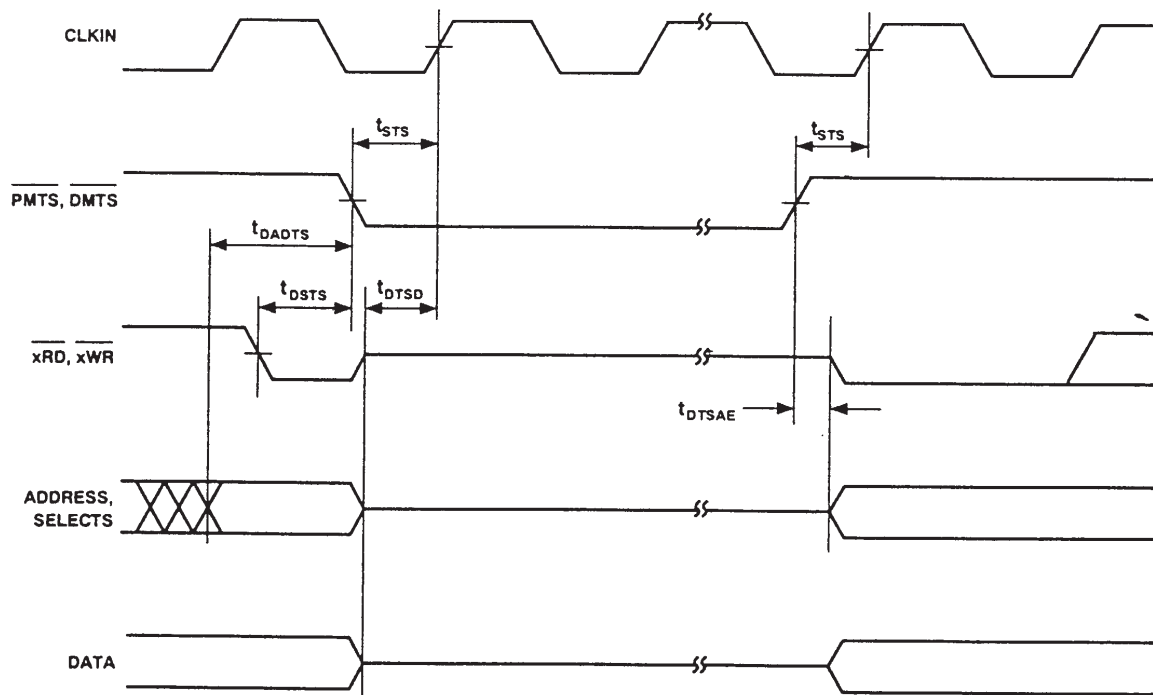 CLKIN
tSTS
tSTS
PMTS, DMTS
tDADTS
tDSTS
tDTSD
xRD, xWR
tDTSAE
ADDRESS,
SELECTS
DATA